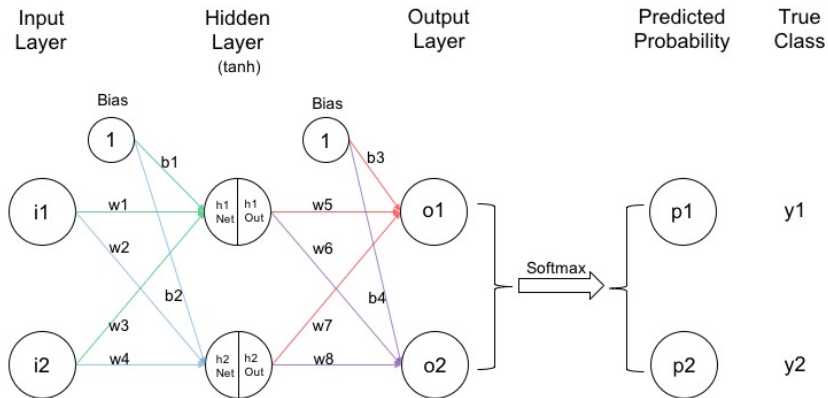 Input
Layer
Hidden
Layer
(tanh)
Output
Layer
Predicted
Probability
True
Class
Bias
1
b1
Bias
1
b3
i1
w1
h1
Net
h1
Out
w5
o1
p1
y1
w2
w6
b2
b4
Softmax
w3
w7
i2
w4
h2
Net
h2
Out
w8
o2
p2
y2